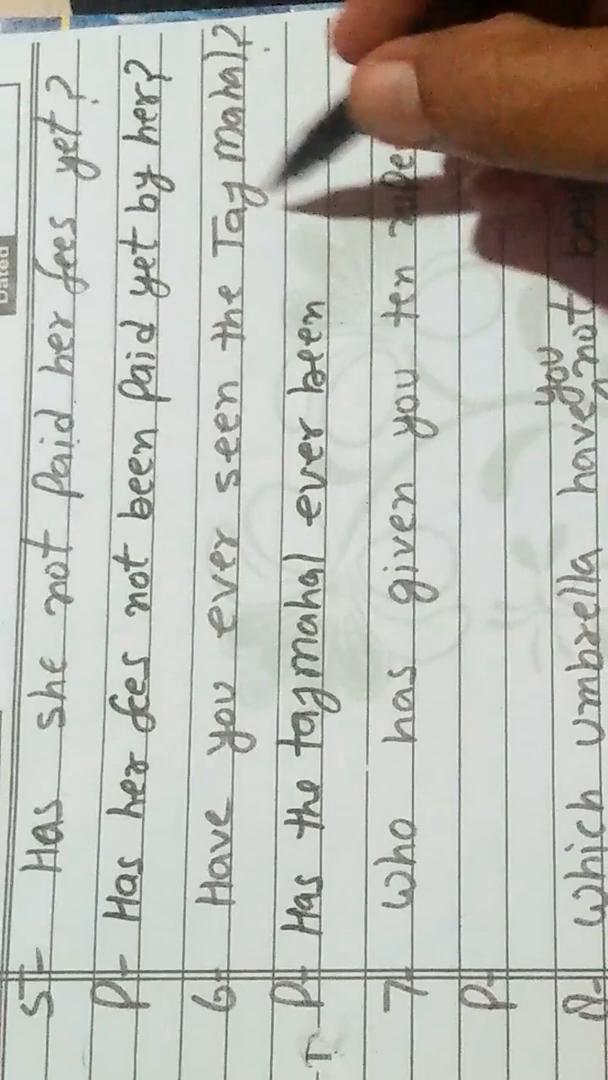 Dated
5- Has she not paid her fees yet?
P- Has her fees not been paid yet by her?
6- Have you ever seen the Taj Mahal?
P- Has the tajmahal ever been
7- who has given you ten
P-
you
which umbrella have not